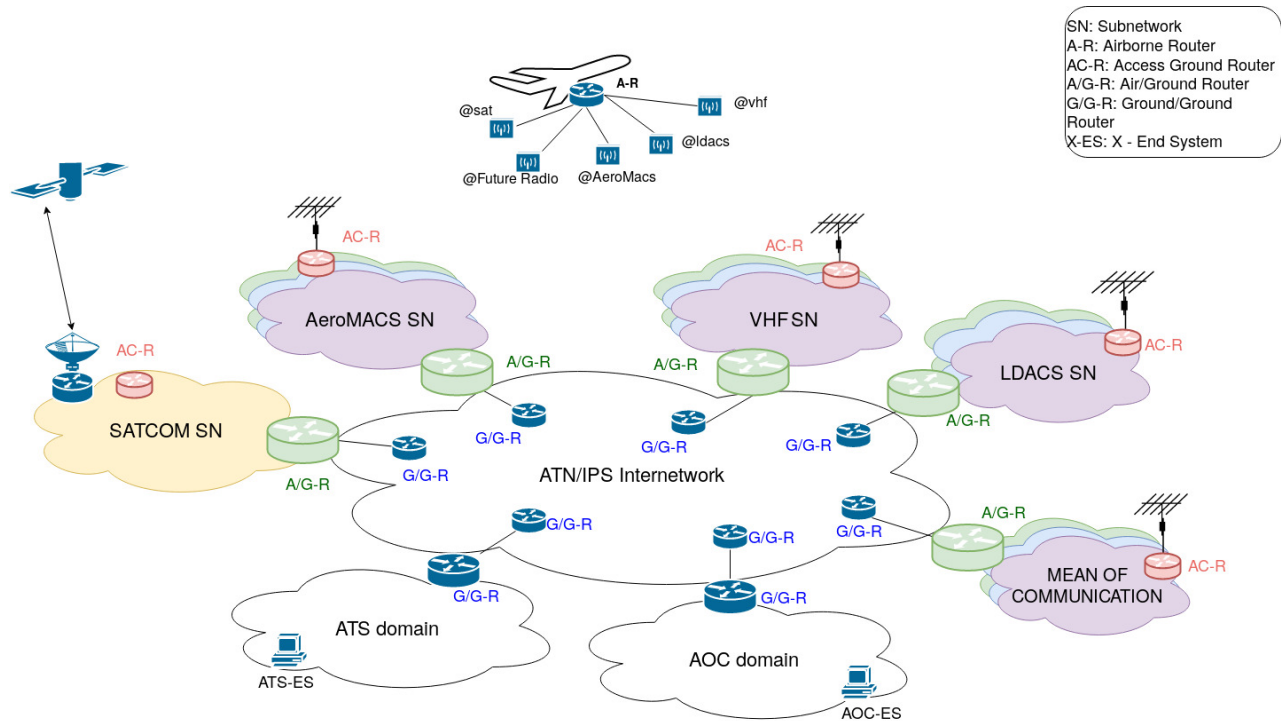 SN: Subnetwork
A-R: Airborne Router
AC-R: Access Ground Router
A/G-R: Air/Ground Router
G/G-R: Ground/Ground
Router
X-ES: X - End System
A-R
@sat
@vhf
@ldacs
@Future Radio
@AeroMacs
AC-R
AeroMACS SN
A/G-R
AC-R
VHF SN
A/G-R
AC-R
LDACS SN
A/G-R
AC-R
SATCOM SN
A/G-R
G/G-R
G/G-R
G/G-R
G/G-R
ATN/IPS Internetwork
G/G-R
G/G-R
G/G-R
A/G-R
AC-R
MEAN OF
COMMUNICATION
G/G-R
ATS domain
ATS-ES
G/G-R
AOC domain
AOC-ES